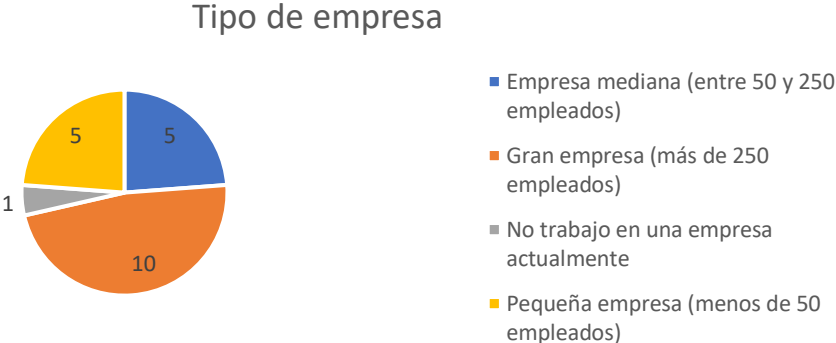 Tipo de empresa
5
5
1
10
Empresa mediana (entre 50 y 250
empleados)
Gran empresa (más de 250
empleados)
No trabajo en una empresa
actualmente
Pequeña empresa (menos de 50
empleados)